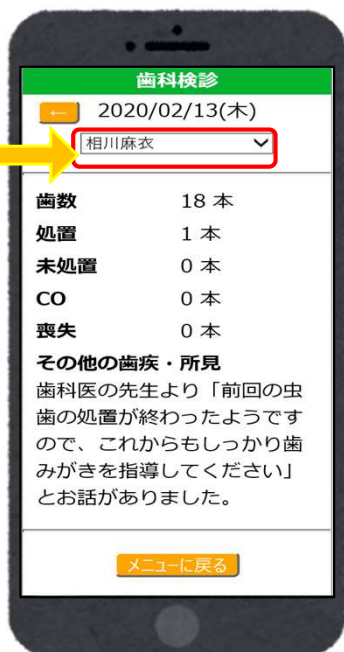 歯科検診
← 2020/02/13(木)
相川麻衣
歯数 18 本
処置 1 本
未処置 0 本
CO 0 本
喪失 0 本
その他の歯疾・所見
歯科医の先生より「前回の虫
歯の処置が終わったようです
ので、これからもしっかり歯
みがきを指導してください」
とお話がありました。
メニューに戻る